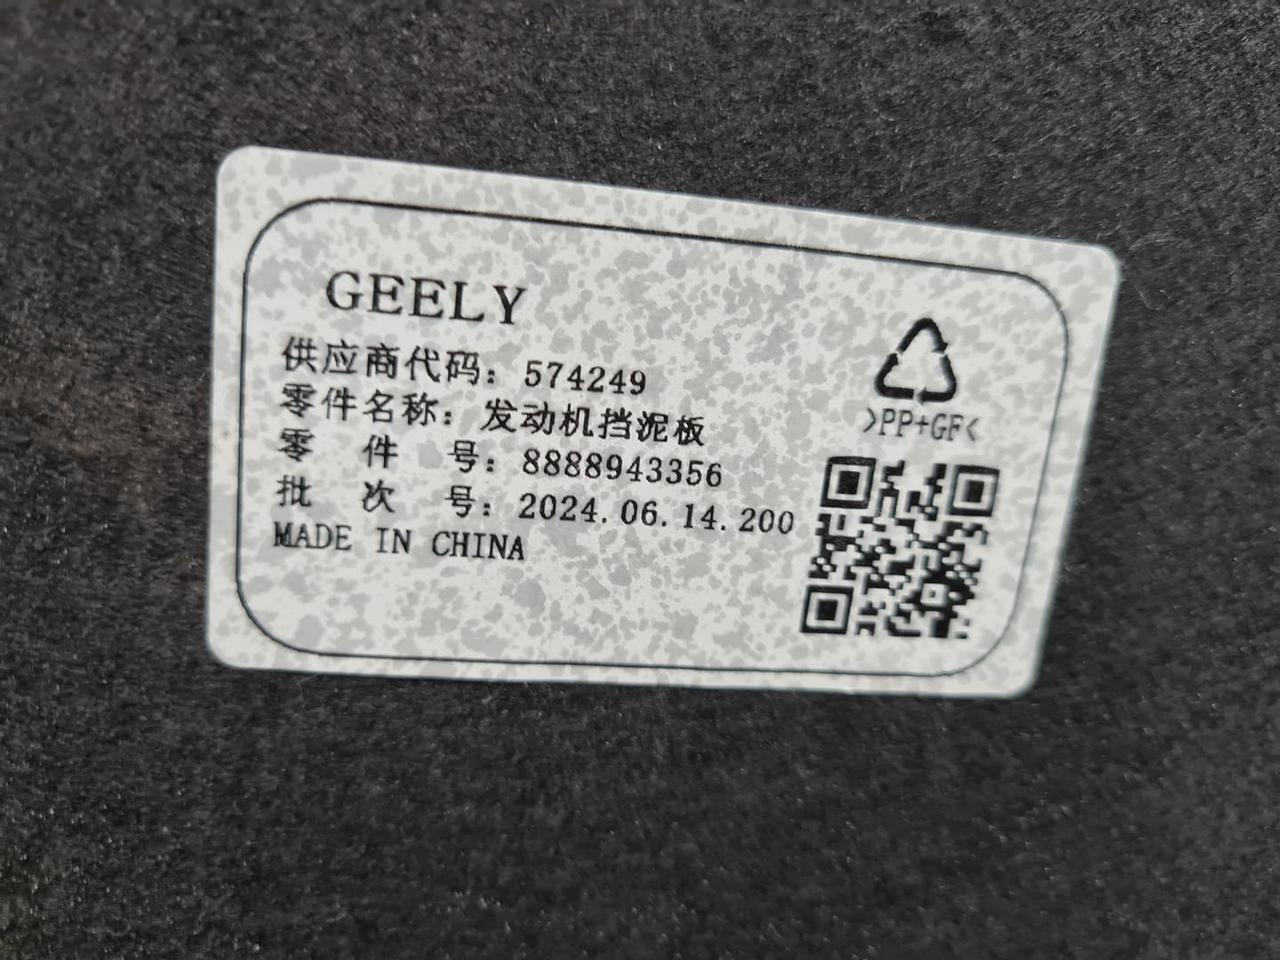 GEELY
供应商代码：574249
零件名称：发动机挡泥板
零 件 号：8888943356
批 次 号：2024.06.14.200
MADE IN CHINA
>PP+GF<